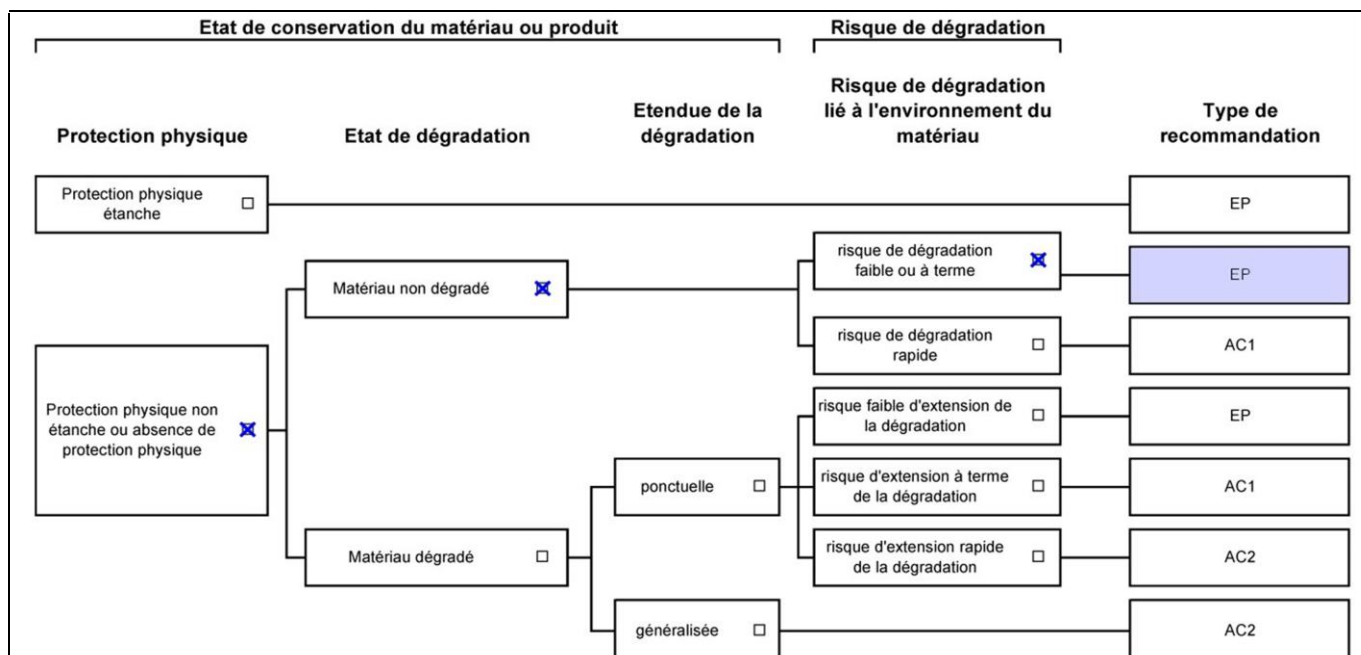 Etat de conservation du matériau ou produit
Risque de dégradation
Protection physique
Etat de dégradation
Etendue de la
dégradation
Risque de dégradation
lié à l'environnement du
matériau
Type de
recommandation
Protection physique
étanche
EP
risque de dégradation
faible ou à terme
EP
Matériau non dégradé
risque de dégradation
rapide
AC1
Protection physique non
étanche ou absence de
protection physique
risque faible d'extension de
la dégradation
EP
ponctuelle
risque d'extension à terme
de la dégradation
AC1
Matériau dégradé
risque d'extension rapide
de la dégradation
AC2
généralisée
AC2